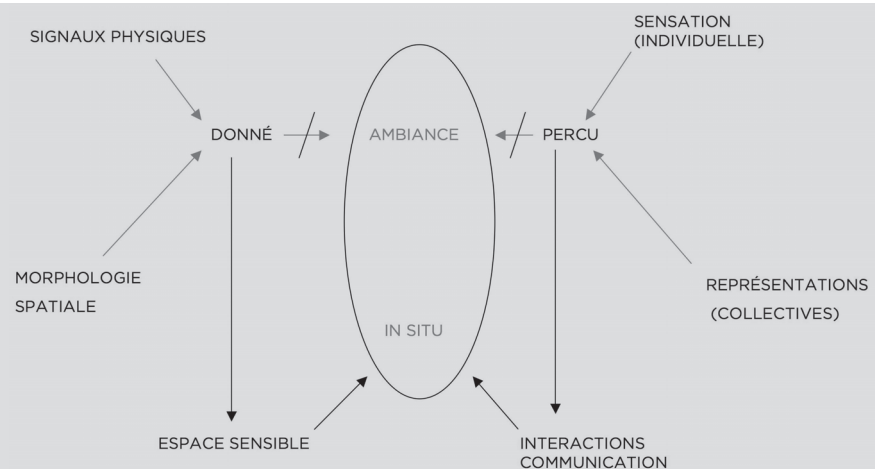 SIGNAUX PHYSIQUES
SENSATION
(INDIVIDUELLE)
DONNÉ
AMBIANCE
PERCU
MORPHOLOGIE
SPATIALE
REPRÉSENTATIONS
(COLLECTIVES)
IN SITU
ESPACE SENSIBLE
INTERACTIONS
COMMUNICATION